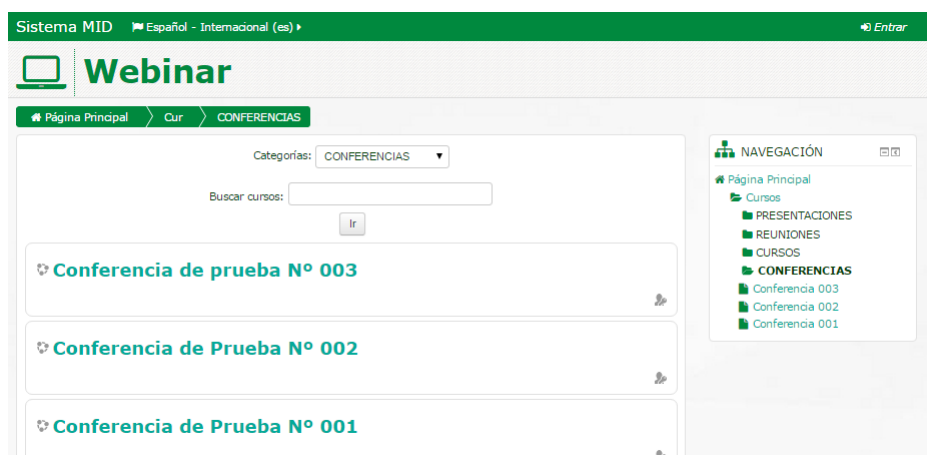 Sistema MID Español - Internacional (es) Entrar
Webinar
Página Principal Cur CONFERENCIAS
Categorías: CONFERENCIAS
Buscar cursos:
Ir
Conferencia de prueba Nº 003
Conferencia de Prueba Nº 002
Conferencia de Prueba Nº 001
NAVEGACIÓN
Página Principal
Cursos
PRESENTACIONES
REUNIONES
CURSOS
CONFERENCIAS
Conferencia 003
Conferencia 002
Conferencia 001